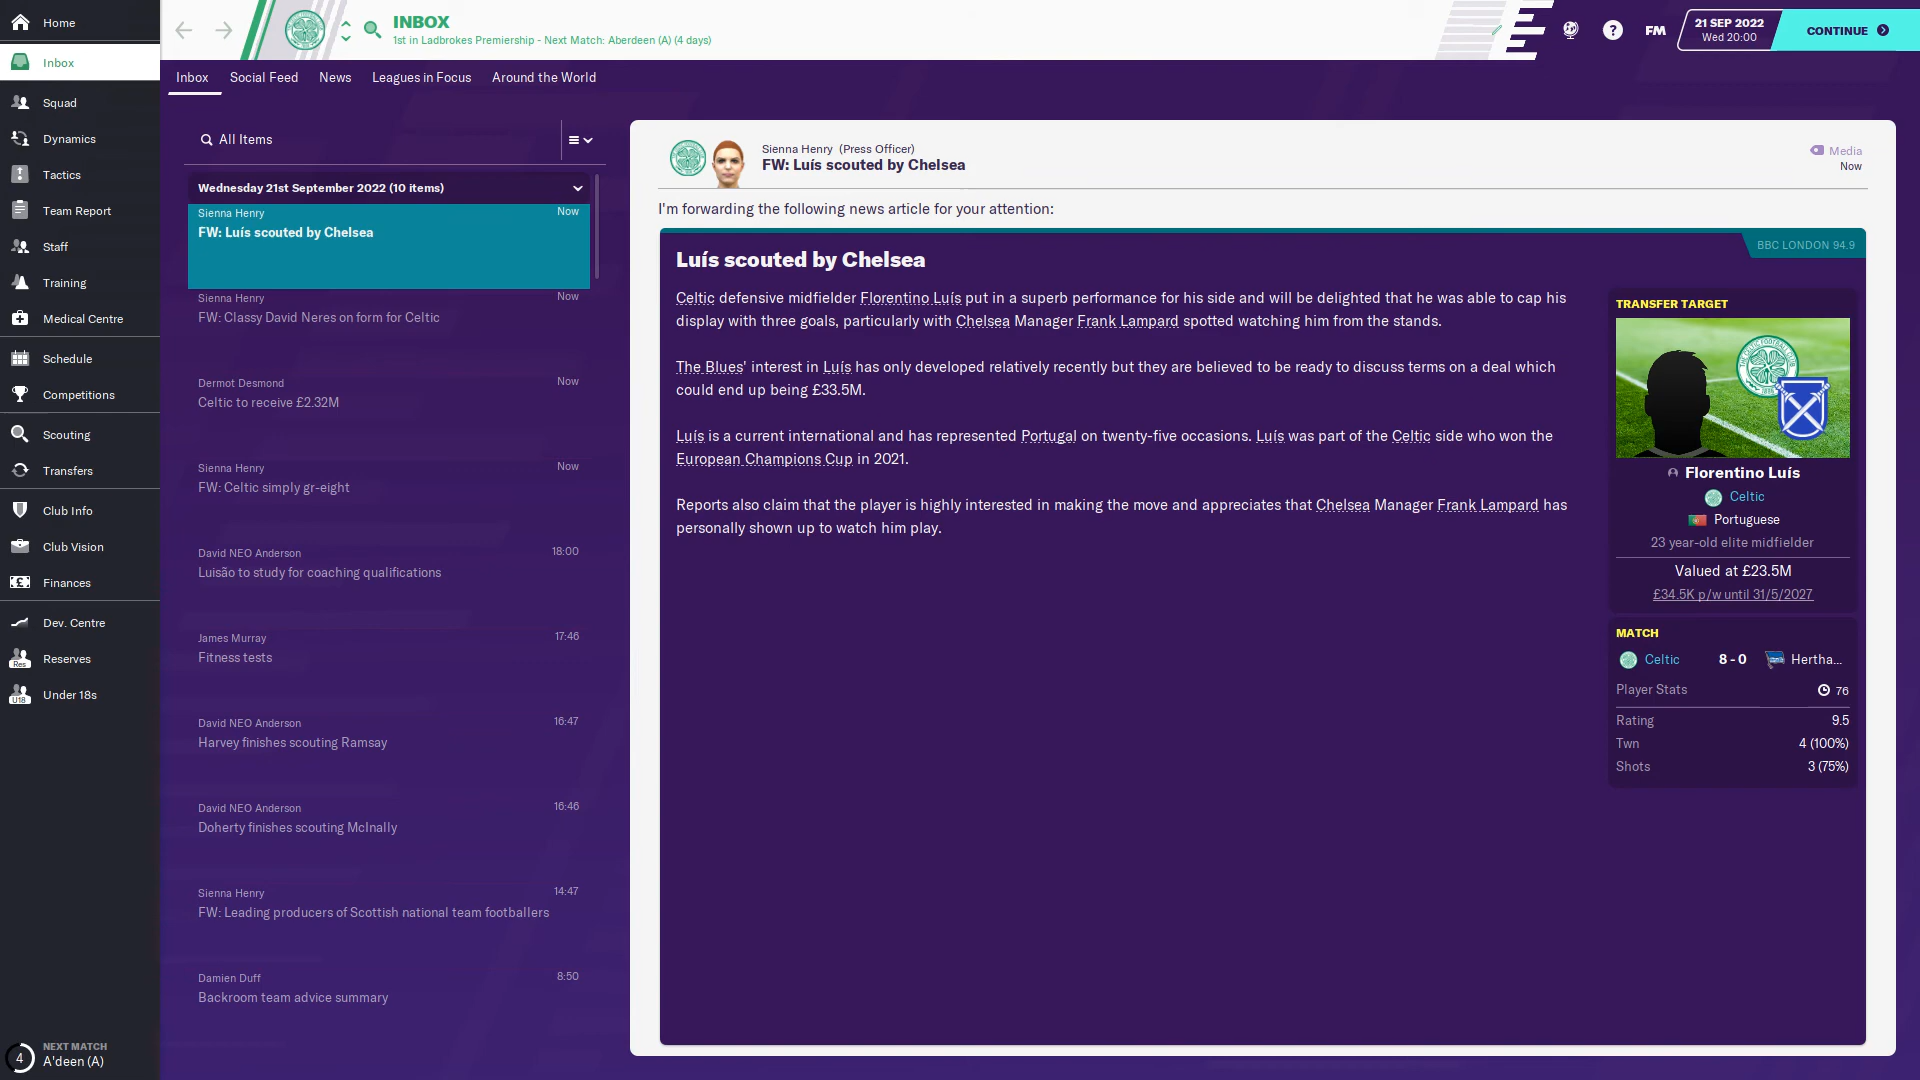 Home
Inbox
Squad
Dynamics
Tactics
Team Report
Staff
Training
Medical Centre
Schedule
Competitions
Scouting
Transfers
Club Info
Club Vision
Finances
Dev. Centre
Res
Reserves
U18
Under 18s
4
NEXT MATCH
A'deen (A)
INBOX
1st in Ladbrokes Premiership - Next Match: Aberdeen (A) (4 days)
?
FM
21 SEP 2022
Wed 20:00
CONTINUE
Inbox Social Feed News Leagues in Focus Around the World
All Items
Wednesday 21st September 2022 (10 items)
Sienna Henry Now
FW: Luís scouted by Chelsea
Sienna Henry Now
FW: Classy David Neres on form for Celtic
Dermot Desmond Now
Celtic to receive £2.32M
Sienna Henry Now
FW: Celtic simply gr-eight
David NEO Anderson 18:00
Luisão to study for coaching qualifications
James Murray 17:46
Fitness tests
David NEO Anderson 16:47
Harvey finishes scouting Ramsay
David NEO Anderson 16:46
Doherty finishes scouting McInally
Sienna Henry 14:47
FW: Leading producers of Scottish national team footballers
Damien Duff 8:50
Backroom team advice summary
Sienna Henry (Press Officer)
FW: Luís scouted by Chelsea
Media
Now
I'm forwarding the following news article for your attention:
BBC LONDON 94.9
Luís scouted by Chelsea
Celtic defensive midfielder Florentino Luís put in a superb performance for his side and will be delighted that he was able to cap his
display with three goals, particularly with Chelsea Manager Frank Lampard spotted watching him from the stands.
The Blues' interest in Luís has only developed relatively recently but they are believed to be ready to discuss terms on a deal which
could end up being £33.5M.
Luís is a current international and has represented Portugal on twenty-five occasions. Luís was part of the Celtic side who won the
European Champions Cup in 2021.
Reports also claim that the player is highly interested in making the move and appreciates that Chelsea Manager Frank Lampard has
personally shown up to watch him play.
TRANSFER TARGET
Florentino Luís
Celtic
Portuguese
23 year-old elite midfielder
Valued at £23.5M
£34.5K p/w until 31/5/2027
MATCH
Celtic 8 - 0 Hertha...
Player Stats 76
Rating 9.5
Twn 4 (100%)
Shots 3 (75%)